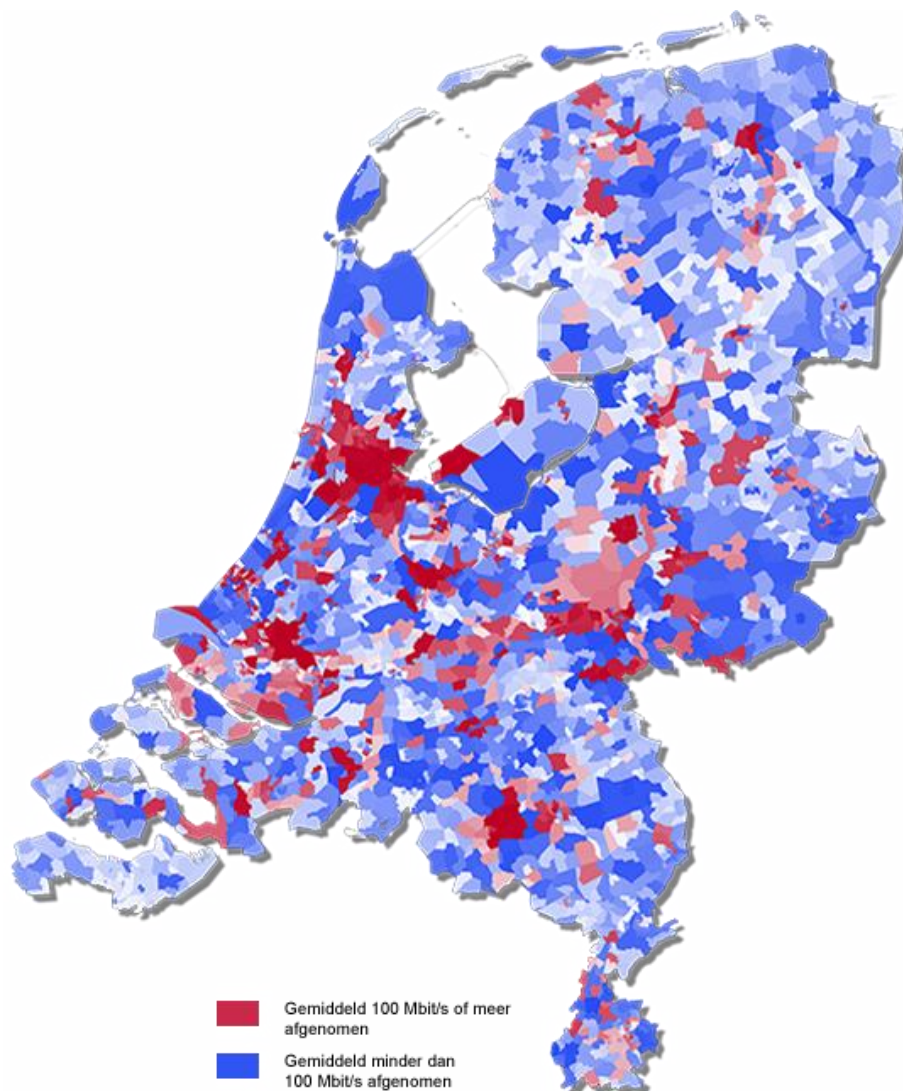 Gemiddeld 100 Mbit/s of meer
afgenomen
Gemiddeld minder dan
100 Mbit/s afgenomen